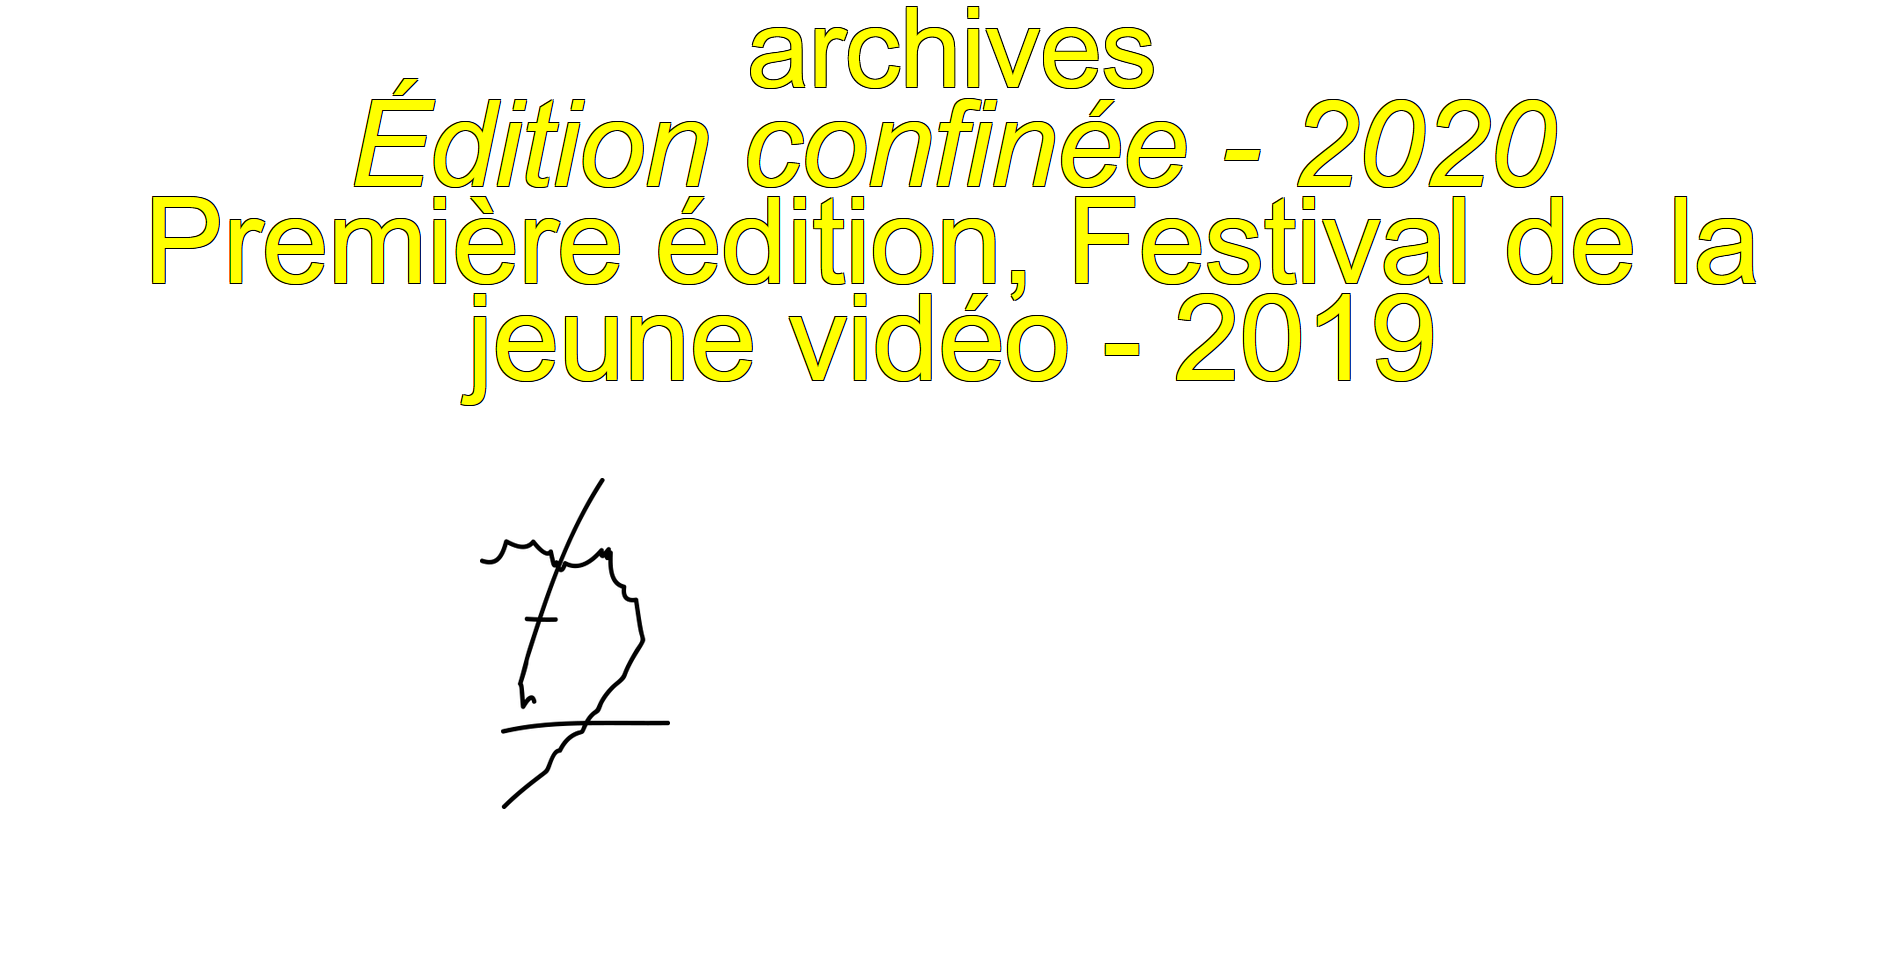 archives
Édition confinée - 2020
Première édition, Festival de la
jeune vidéo - 2019